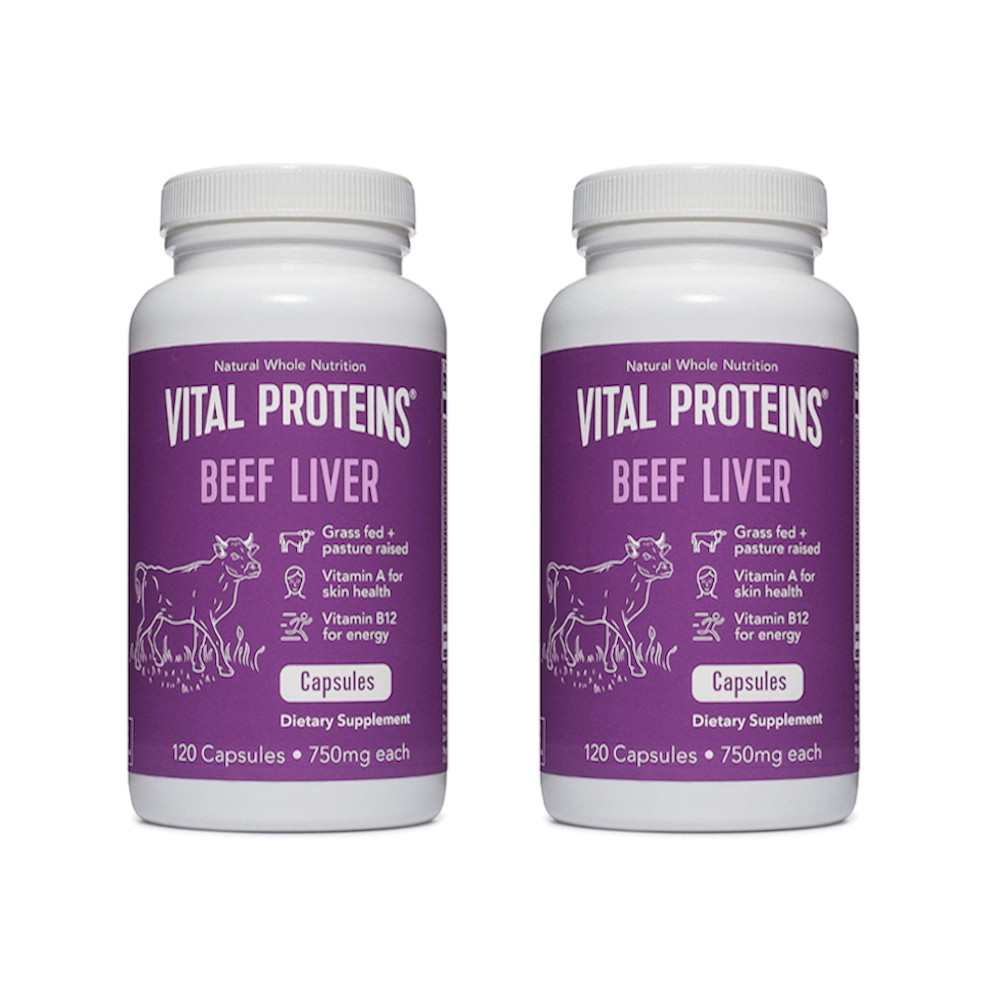 Natural Whole Nutrition
VITAL PROTEINS®
BEEF LIVER
Grass fed +
pasture raised
Vitamin A for
skin health
Vitamin B12
for energy
Capsules
Dietary Supplement
120 Capsules • 750mg each
Natural Whole Nutrition
VITAL PROTEINS®
BEEF LIVER
Grass fed +
pasture raised
Vitamin A for
skin health
Vitamin B12
for energy
Capsules
Dietary Supplement
120 Capsules • 750mg each